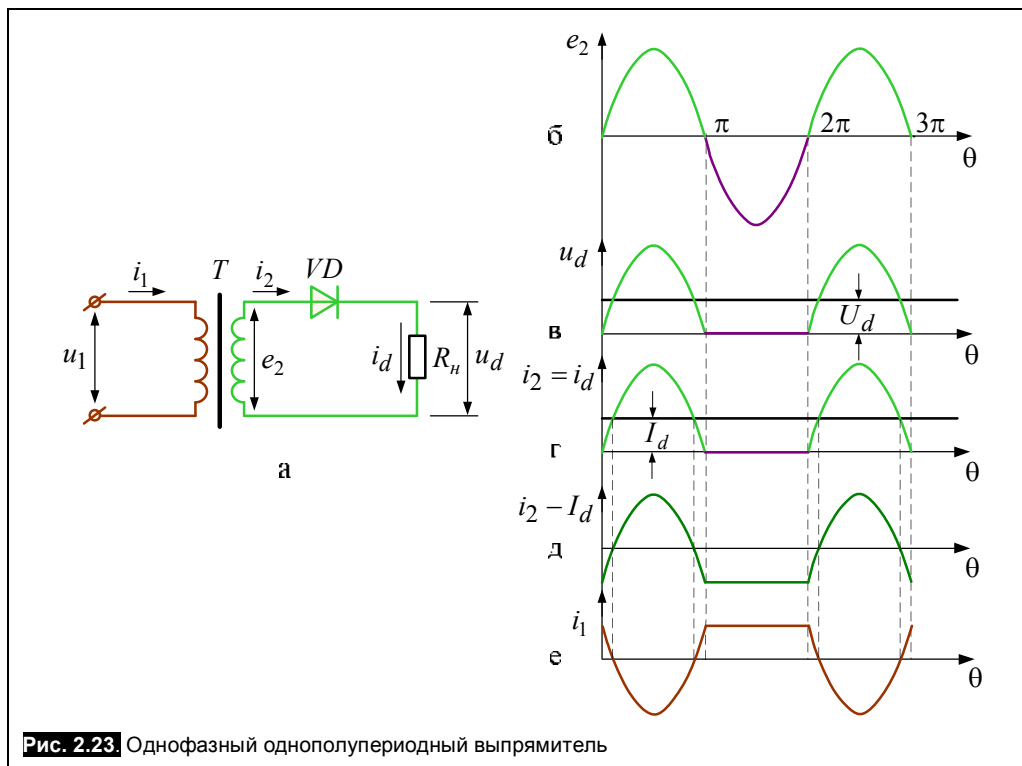 i₁ T i₂ VD
u₁ e₂ i_d R_н u_d
а
e₂
π 2π 3π
б θ
u_d
U_d
в θ
i₂ = i_d
I_d
г θ
i₂ − I_d
д θ
i₁
е θ
Рис. 2.23. Однофазный однополупериодный выпрямитель